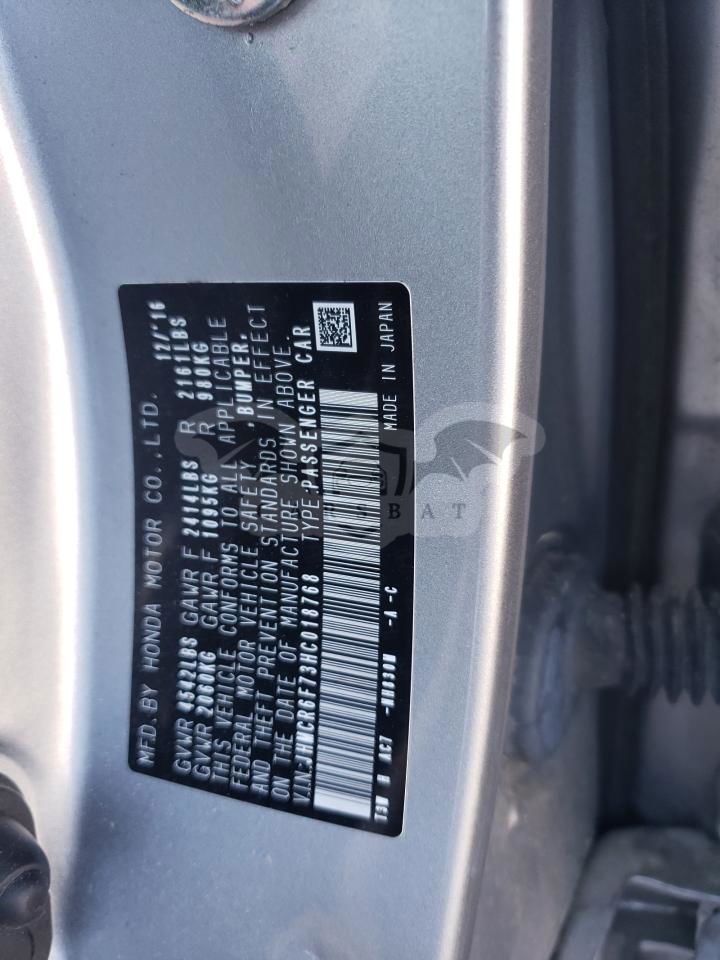 MFD. BY HONDA MOTOR CO., LTD. 12/'16
GVWR 4542LBS GAWR F 2414LBS R 2161LBS
GVWR 2060KG GAWR F 1095KG R 980KG
THIS VEHICLE CONFORMS TO ALL APPLICABLE
FEDERAL MOTOR VEHICLE SAFETY, BUMPER,
AND THEFT PREVENTION STANDARDS IN EFFECT
ON THE DATE OF MANUFACTURE SHOWN ABOVE.
V.I.N.: TYPE:PASSENGER CAR
-A -C MADE IN JAPAN
BAT